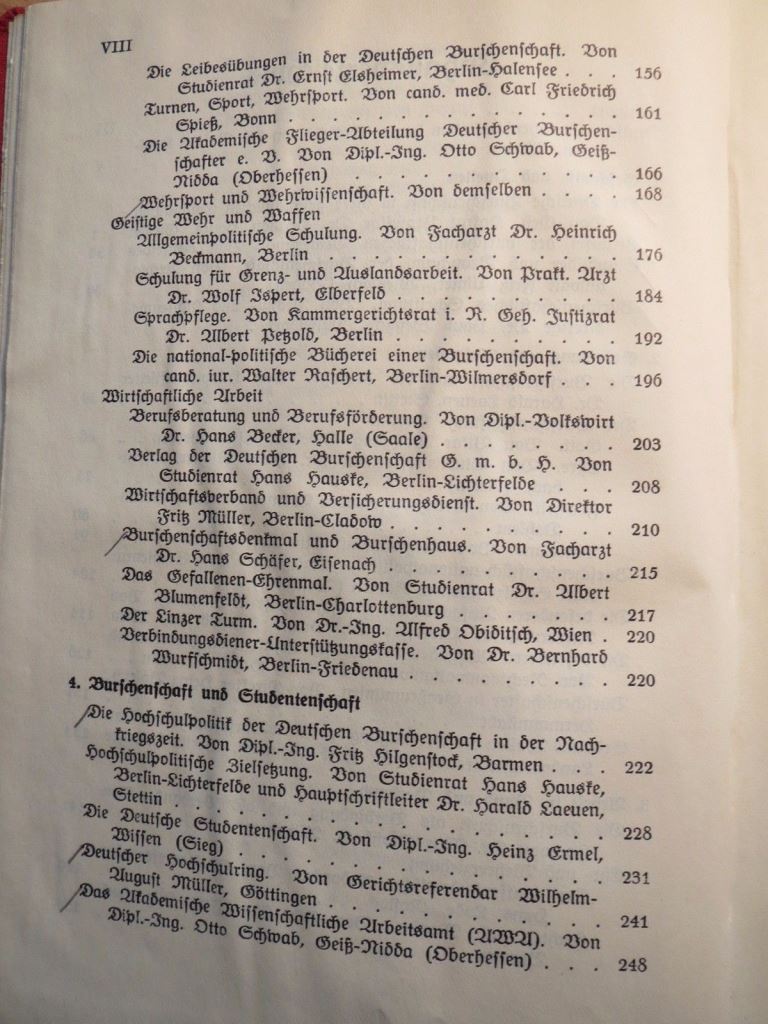 VIII
Die Leibesübungen in der Deutschen Burschenschaft. Von
Studienrat Dr. Ernst Elsheimer, Berlin-Halensee . . . 156
Turnen, Sport, Wehrsport. Von cand. med. Carl Friedrich
Spieß, Bonn . . . . . . . . . . . . . . 161
Die Akademische Flieger-Abteilung Deutscher Burschen-
schafter e. V. Von Dipl.-Ing. Otto Schwab, Geiß-
Nidda (Oberhessen) . . . . . . . . . . . 166
Wehrsport und Wehrwissenschaft. Von demselben . . . . 168
Geistige Wehr und Waffen
Allgemeinpolitische Schulung. Von Facharzt Dr. Heinrich
Beckmann, Berlin . . . . . . . . . . . . 176
Schulung für Grenz- und Auslandsarbeit. Von Prakt. Arzt
Dr. Wolf Ispert, Elberfeld . . . . . . . . . 184
Sprachpflege. Von Kammergerichtsrat i. R. Geh. Justizrat
Dr. Albert Petzold, Berlin . . . . . . . . . 192
Die national-politische Bücherei einer Burschenschaft. Von
cand. iur. Walter Raschert, Berlin-Wilmersdorf . . . 196
Wirtschaftliche Arbeit
Berufsberatung und Berufsförderung. Von Dipl.-Volkswirt
Dr. Hans Becker, Halle (Saale) . . . . . . . . 203
Verlag der Deutschen Burschenschaft G. m. b. H. Von
Studienrat Hans Hauske, Berlin-Lichterfelde . . . 208
Wirtschaftsverband und Versicherungsdienst. Von Direktor
Fritz Müller, Berlin-Cladow . . . . . . . . . 210
Burschenschaftsdenkmal und Burschenhaus. Von Facharzt
Dr. Hans Schäfer, Eisenach . . . . . . . . . 215
Das Gefallenen-Ehrenmal. Von Studienrat Dr. Albert
Blumenfeldt, Berlin-Charlottenburg . . . . . . 217
Der Linzer Turm. Von Dr.-Ing. Alfred Obiditsch, Wien . 220
Verbindungsdiener-Unterstützungskasse. Von Dr. Bernhard
Wurfschmidt, Berlin-Friedenau . . . . . . . . 220
4. Burschenschaft und Studentenschaft
Die Hochschulpolitik der Deutschen Burschenschaft in der Nach-
kriegszeit. Von Dipl.-Ing. Fritz Hilgenstock, Barmen . . . 222
Hochschulpolitische Zielsetzung. Von Studienrat Hans Hauske,
Berlin-Lichterfelde und Hauptschriftleiter Dr. Harald Laeuen,
Stettin . . . . . . . . . . . . . . . . . 228
Die Deutsche Studentenschaft. Von Dipl.-Ing. Heinz Ermel,
Wissen (Sieg) . . . . . . . . . . . . . . 231
Deutscher Hochschulring. Von Gerichtsreferendar Wilhelm-
August Müller, Göttingen . . . . . . . . . . 241
Das Akademische Wissenschaftliche Arbeitsamt (AWA). Von
Dipl.-Ing. Otto Schwab, Geiß-Nidda (Oberhessen) . . . 248